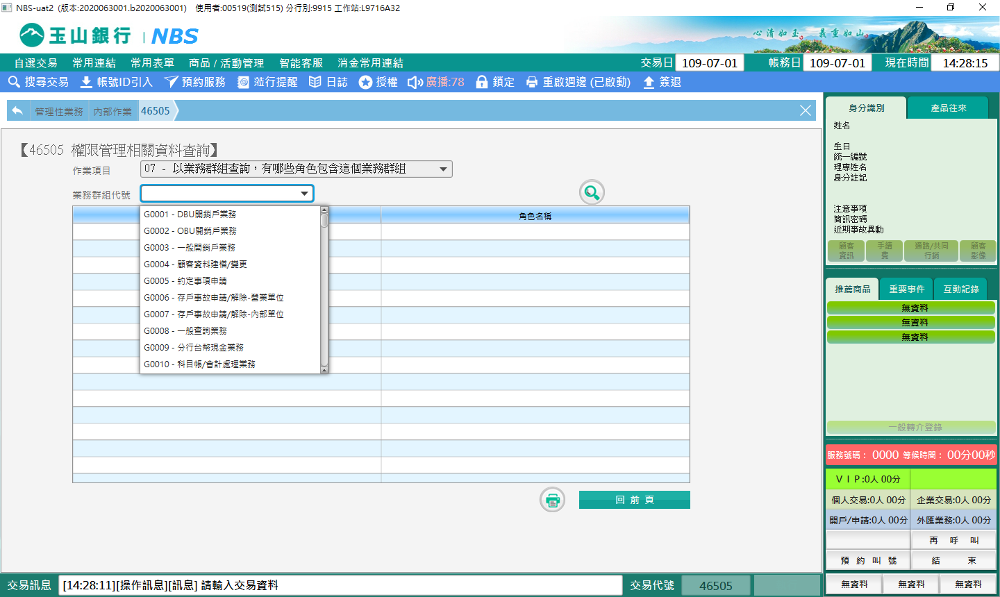 NBS-uat2 (版本:2020063001.b2020063001) 使用者:00519(測試515) 分行別:9915 工作站:L9716A32
玉山銀行 | NBS
心清如玉。 義重如山。
自選交易 常用連結 常用表單 商品 / 活動管理 智能客服 消金常用連結 交易日 109-07-01 帳務日 109-07-01 現在時間 14:28:15
搜尋交易 帳號ID引入 預約服務 蒞行提醒 日誌 授權 廣播:78 鎖定 重啟週邊 (已啟動) 簽退
管理性業務 內部作業 46505
【46505 權限管理相關資料查詢】
作業項目 07 - 以業務群組查詢，有哪些角色包含這個業務群組
業務群組代號
角色名稱
G0001 - DBU開銷戶業務
G0002 - OBU開銷戶業務
G0003 - 一般開銷戶業務
G0004 - 顧客資料建檔/變更
G0005 - 約定事項申請
G0006 - 存戶事故申請/解除-營業單位
G0007 - 存戶事故申請/解除-內部單位
G0008 - 一般查詢業務
G0009 - 分行台幣現金業務
G0010 - 科目帳/會計處理業務
回 前 頁
身分識別 產品往來
姓名
生日
統一編號
理專姓名
身分註記
注意事項
簡訊密碼
近期事故異動
顧客資訊 手續費 通路/共同行銷 顧客影像
推薦商品 重要事件 互動記錄
無資料
無資料
無資料
一般轉介登錄
服務號碼： 0000 等候時間： 00分00秒
ＶＩＰ:0人 00分
個人交易:0人 00分 企業交易:0人 00分
開戶/申請:0人 00分 外匯業務:0人 00分
再 呼 叫
預 約 叫 號 結 束
無資料 無資料 無資料
交易訊息 [14:28:11][操作訊息][訊息] 請輸入交易資料 交易代號 46505